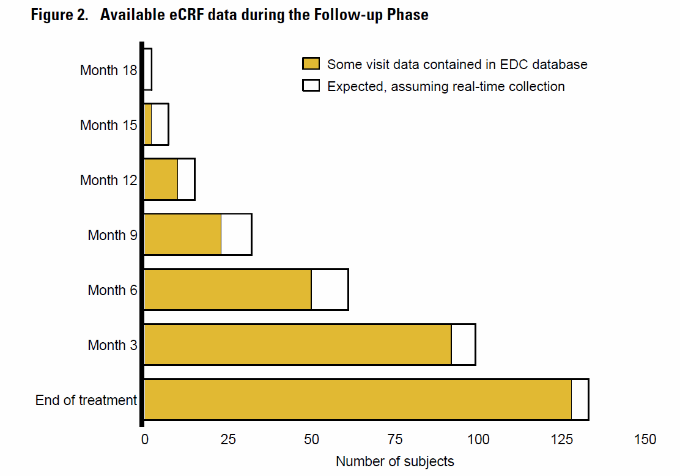 Figure 2. Available eCRF data during the Follow-up Phase
Some visit data contained in EDC database
Expected, assuming real-time collection
Month 18
Month 15
Month 12
Month 9
Month 6
Month 3
End of treatment
0 25 50 75 100 125 150
Number of subjects